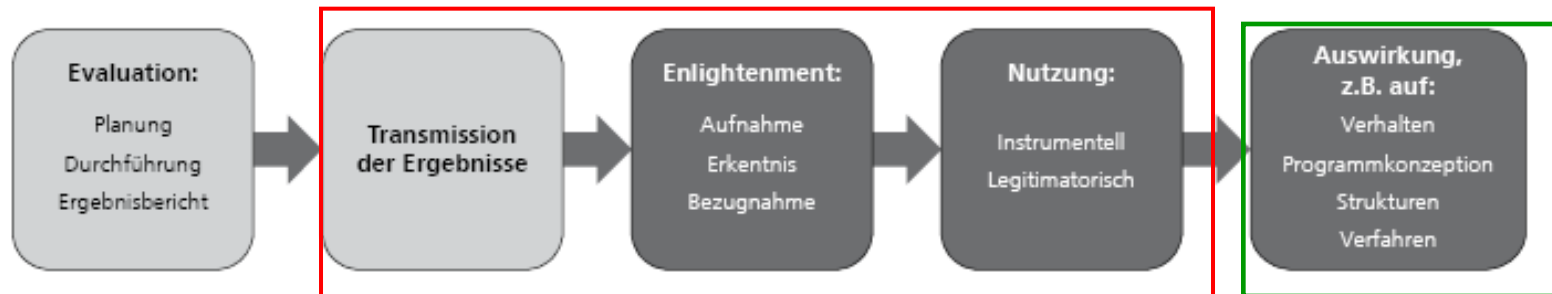 Evaluation:
Planung
Durchführung
Ergebnisbericht
Transmission
der Ergebnisse
Enlightenment:
Aufnahme
Erkentnis
Bezugnahme
Nutzung:
Instrumentell
Legitimatorisch
Auswirkung,
z.B. auf:
Verhalten
Programmkonzeption
Strukturen
Verfahren